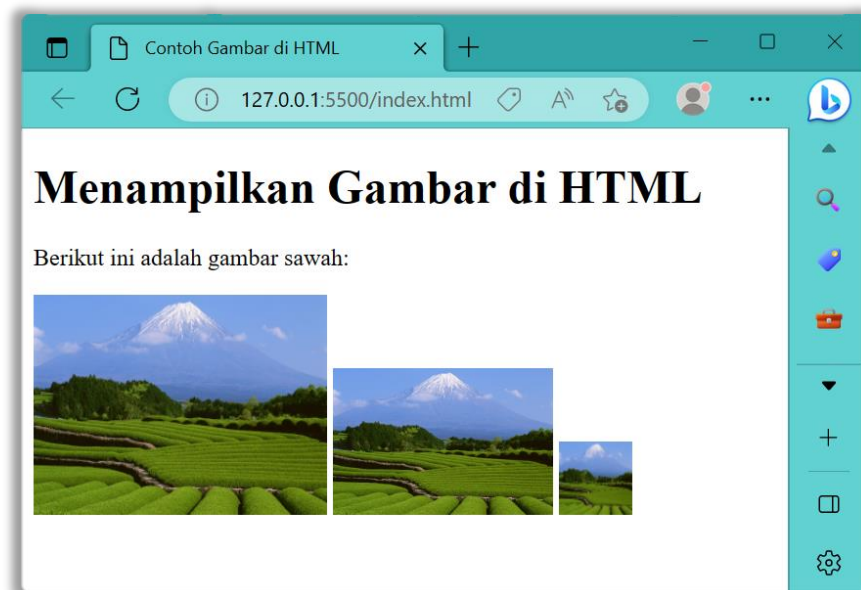 Contoh Gambar di HTML
127.0.0.1:5500/index.html
Menampilkan Gambar di HTML
Berikut ini adalah gambar sawah: